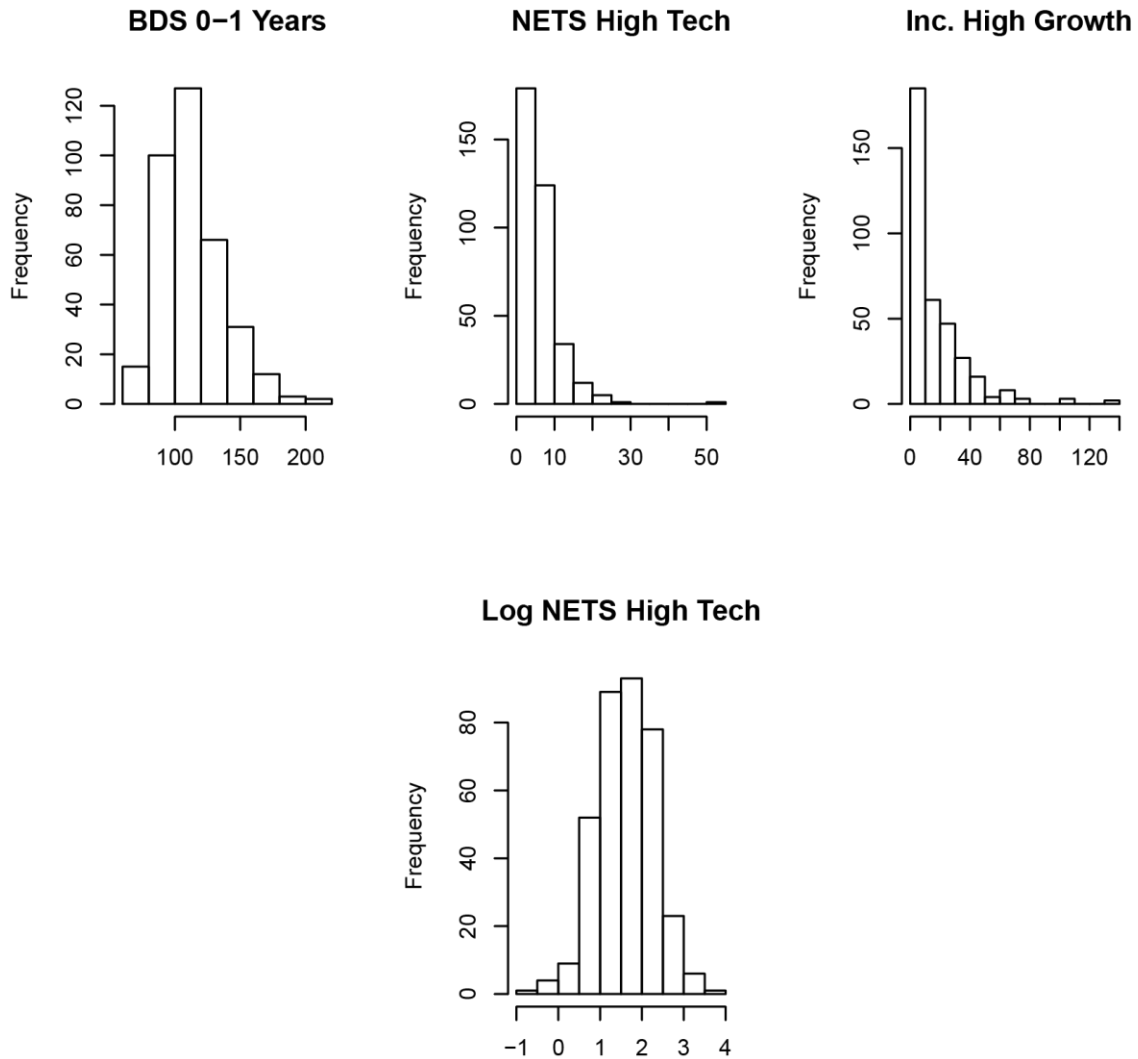 BDS 0−1 Years
NETS High Tech
Inc. High Growth
Frequency
0 20 40 60 80 100 120
100 150 200
Frequency
0 50 100 150
0 10 30 50
Frequency
0 50 100 150
0 40 80 120
Log NETS High Tech
Frequency
0 20 40 60 80
−1 0 1 2 3 4